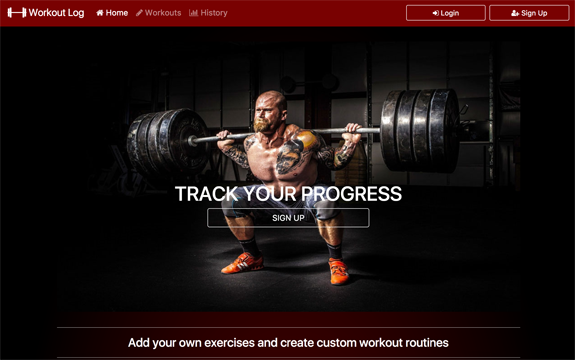 Workout Log Home Workouts History Login Sign Up
TRACK YOUR PROGRESS
SIGN UP
Add your own exercises and create custom workout routines